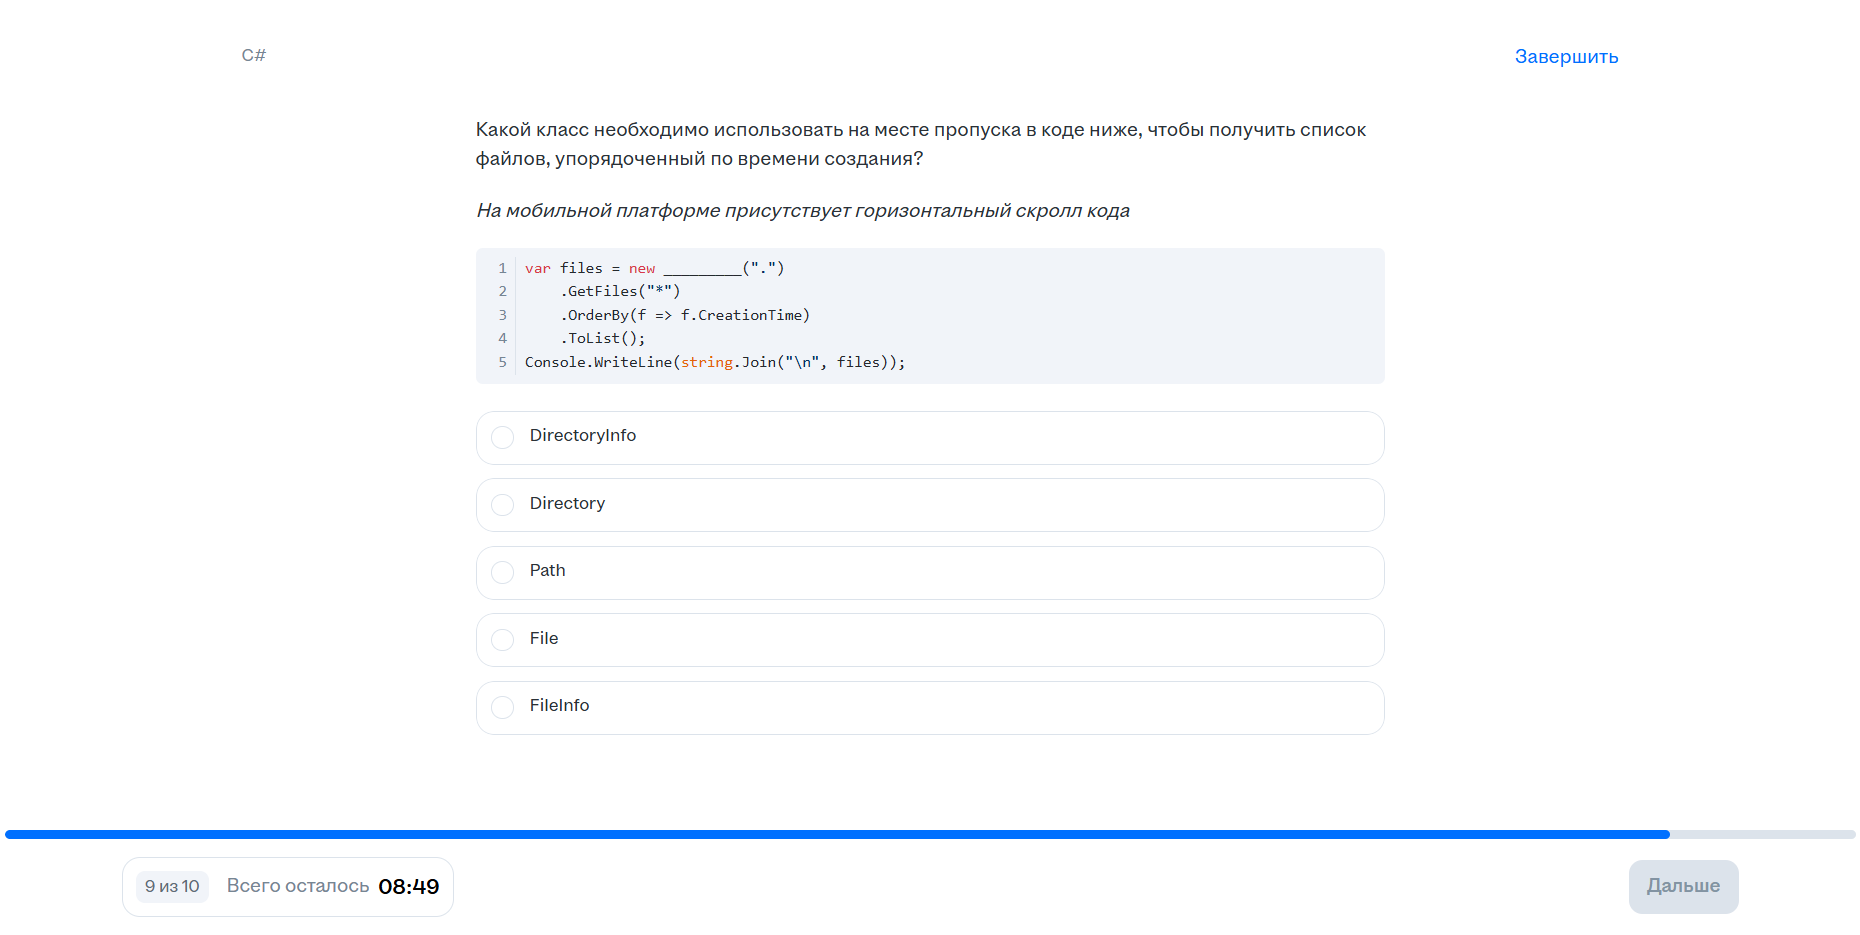 C#
Завершить
Какой класс необходимо использовать на месте пропуска в коде ниже, чтобы получить список
файлов, упорядоченный по времени создания?
На мобильной платформе присутствует горизонтальный скролл кода
1 var files = new _________(".")
2     .GetFiles("*")
3     .OrderBy(f => f.CreationTime)
4     .ToList();
5 Console.WriteLine(string.Join("\n", files));
DirectoryInfo
Directory
Path
File
FileInfo
9 из 10 Всего осталось 08:49
Дальше